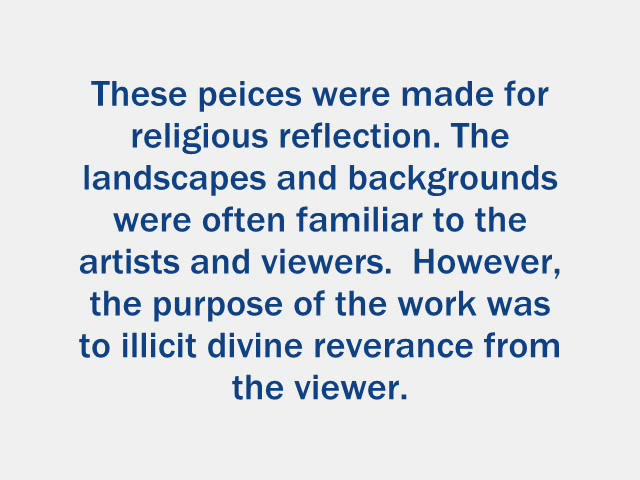 These peices were made for
religious reflection. The
landscapes and backgrounds
were often familiar to the
artists and viewers.  However,
the purpose of the work was
to illicit divine reverance from
the viewer.